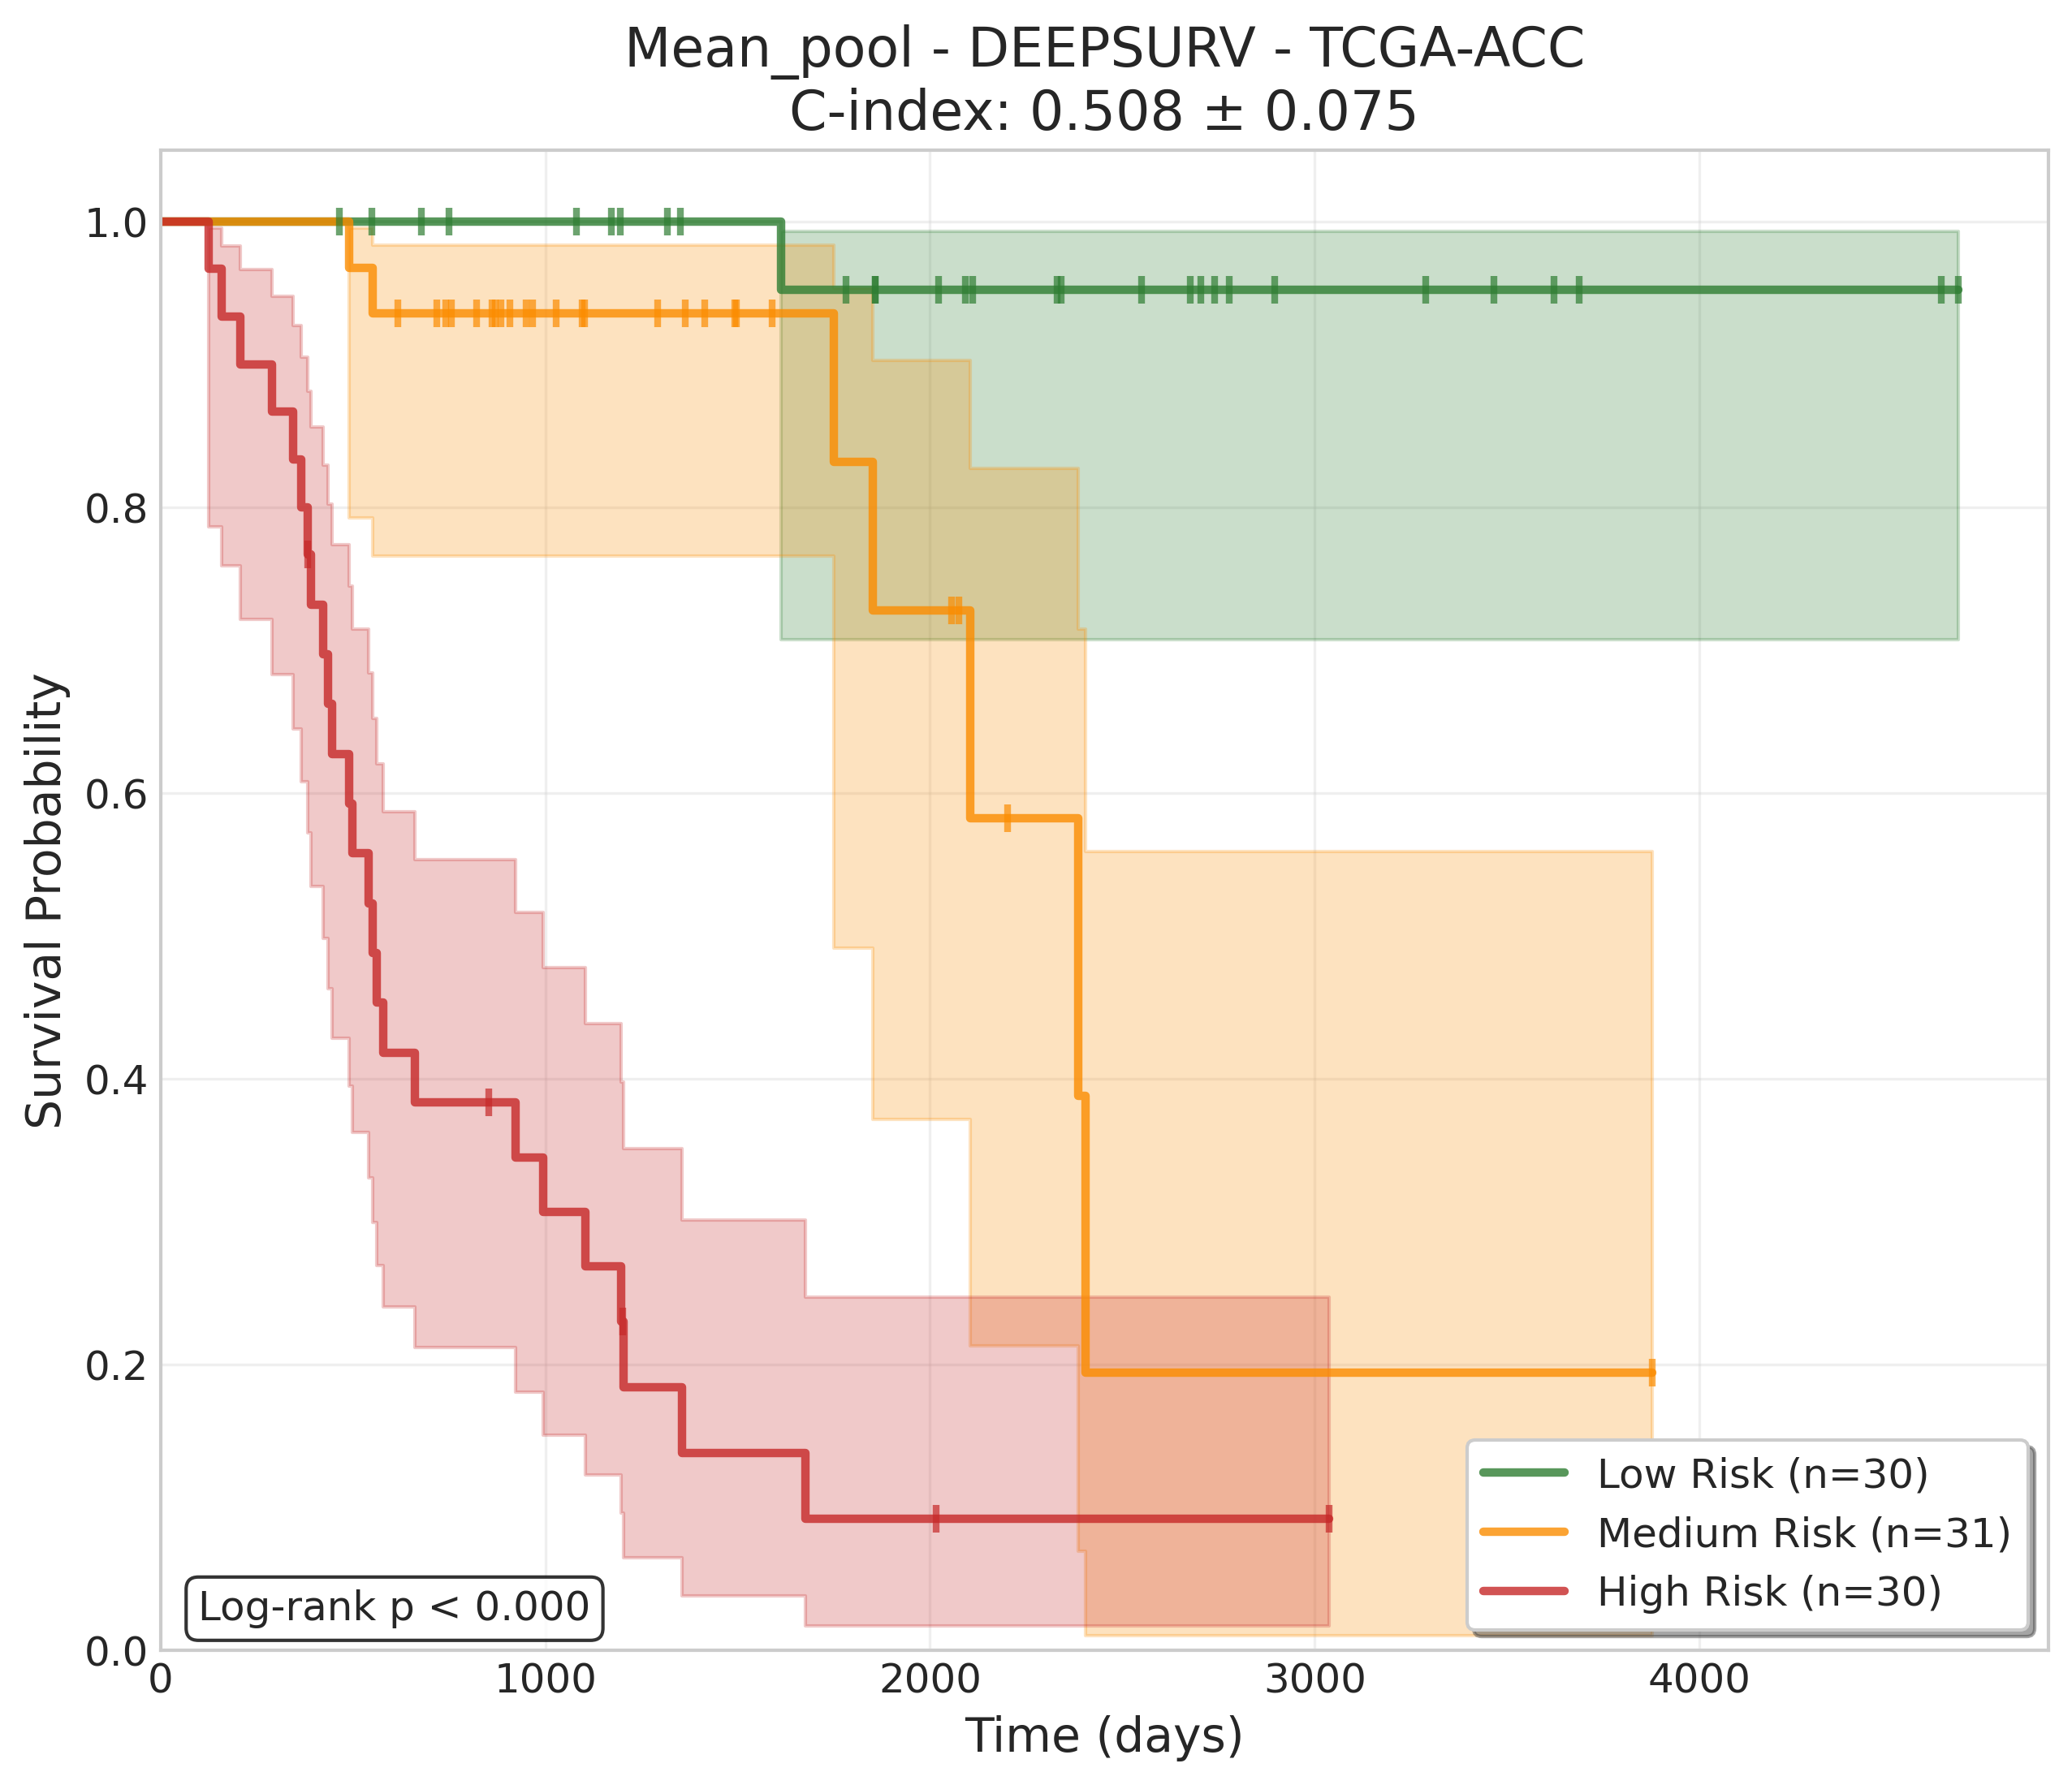 Mean_pool - DEEPSURV - TCGA-ACC
C-index: 0.508 ± 0.075
Survival Probability
1.0
0.8
0.6
0.4
0.2
0.0
Log-rank p < 0.000
Low Risk (n=30)
Medium Risk (n=31)
High Risk (n=30)
0 1000 2000 3000 4000
Time (days)